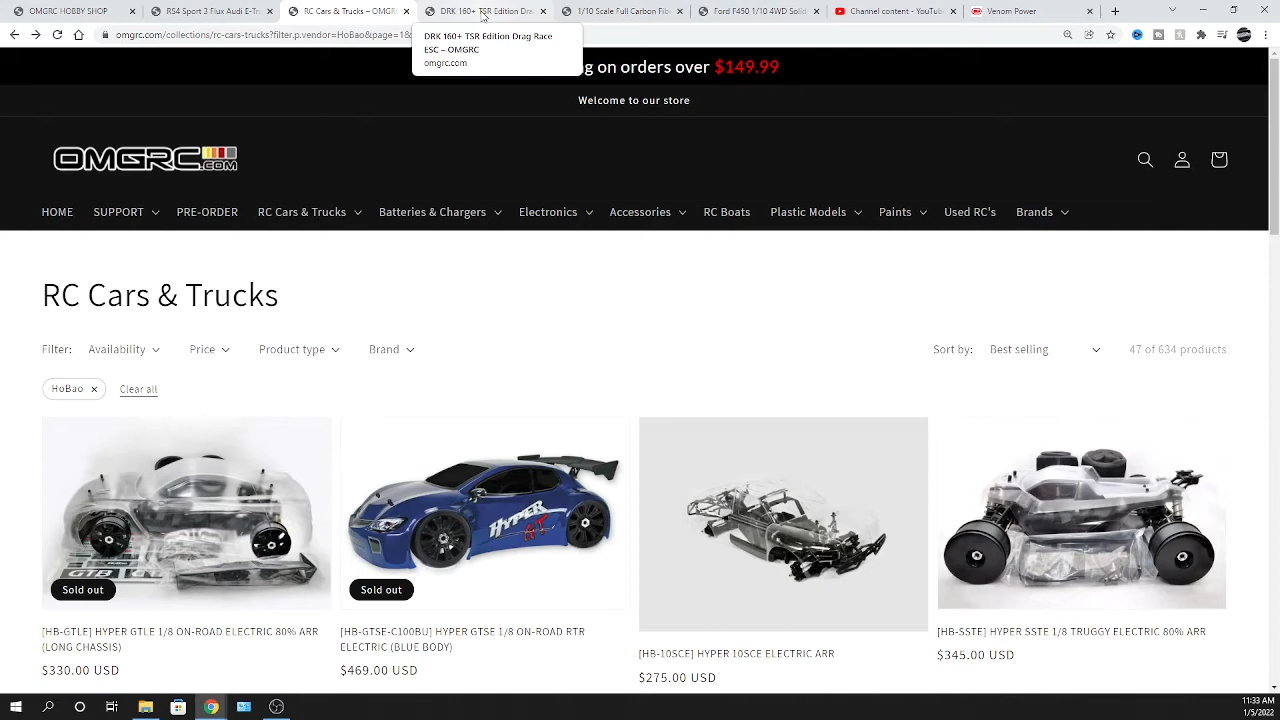 OMGRC HOBBY SHOP
RS4 Sport 3 Flux Audi E-Tr
RC Cars & Trucks – OMGR
DRK 160+ TSR Edition Dra
1/10 Scale Full Carbon Fib
Ford F450 1/10 4WD Solid
Channel content - YouTub
Venom Power
omgrc.com/collections/rc-cars-trucks?filter.p.vendor=HoBao&page=18
DRK 160+ TSR Edition Drag Race
ESC – OMGRC
omgrc.com
g on orders over $149.99
Welcome to our store
OMGRC.COM
HOME SUPPORT PRE-ORDER RC Cars & Trucks Batteries & Chargers Electronics Accessories RC Boats Plastic Models Paints Used RC's Brands
RC Cars & Trucks
Filter: Availability Price Product type Brand Sort by: Best selling 47 of 634 products
HoBao × Clear all
HYPER GT
GTB
Sold out
Sold out
[HB-GTLE] HYPER GTLE 1/8 ON-ROAD ELECTRIC 80% ARR
(LONG CHASSIS)
$330.00 USD
[HB-GTSE-C100BU] HYPER GTSE 1/8 ON-ROAD RTR
ELECTRIC (BLUE BODY)
$469.00 USD
[HB-10SCE] HYPER 10SCE ELECTRIC ARR
$275.00 USD
[HB-SSTE] HYPER SSTE 1/8 TRUGGY ELECTRIC 80% ARR
$345.00 USD
11:33 AM
1/5/2022